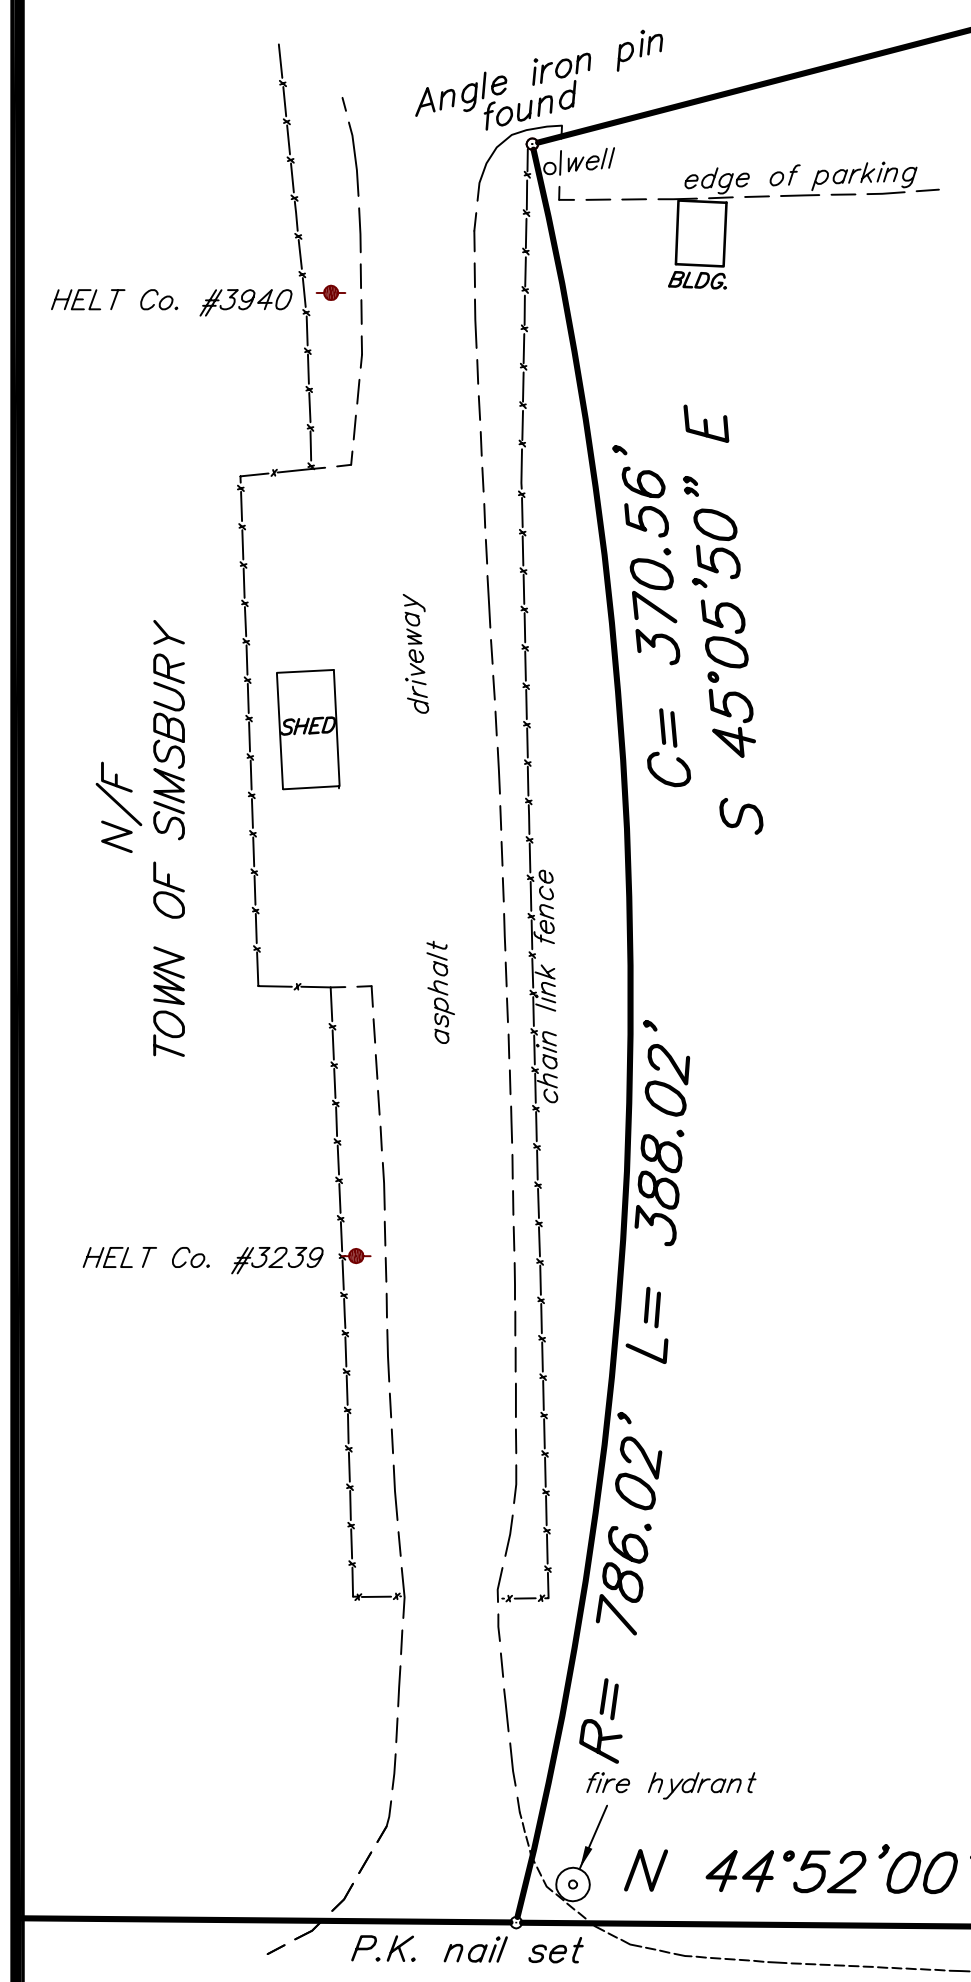 Angle iron pin
found
well
edge of parking
BLDG.
HELT Co. #3940
C= 370.56'
S 45°05'50" E
driveway
SHED
N/F
TOWN OF SIMSBURY
chain link fence
asphalt
R= 786.02' L= 388.02'
HELT Co. #3239
fire hydrant
N 44°52'00
P.K. nail set